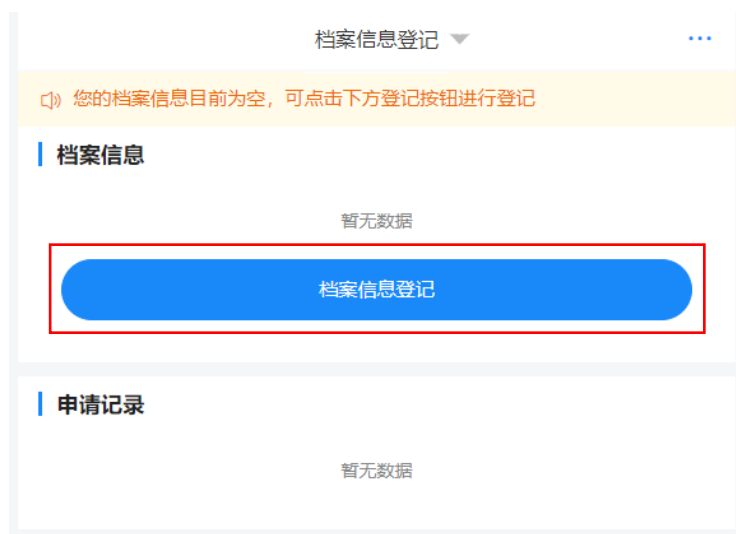 档案信息登记
您的档案信息目前为空，可点击下方登记按钮进行登记
档案信息
暂无数据
档案信息登记
申请记录
暂无数据